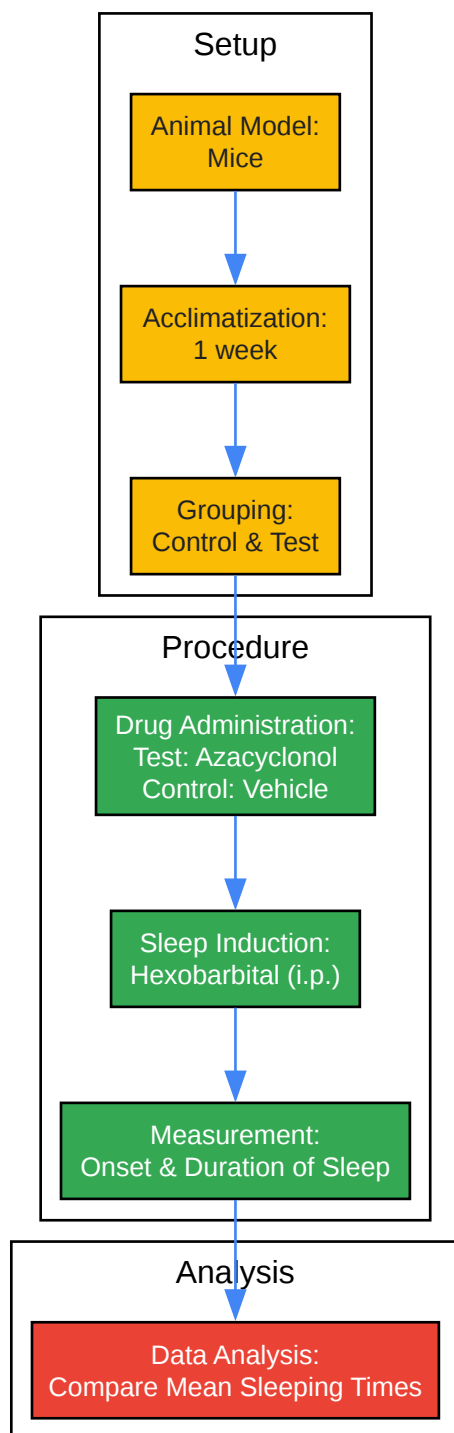 Setup
Animal Model:
Mice
Acclimatization:
1 week
Grouping:
Control & Test
Procedure
Drug Administration:
Test: Azacyclonol
Control: Vehicle
Sleep Induction:
Hexobarbital (i.p.)
Measurement:
Onset & Duration of Sleep
Analysis
Data Analysis:
Compare Mean Sleeping Times